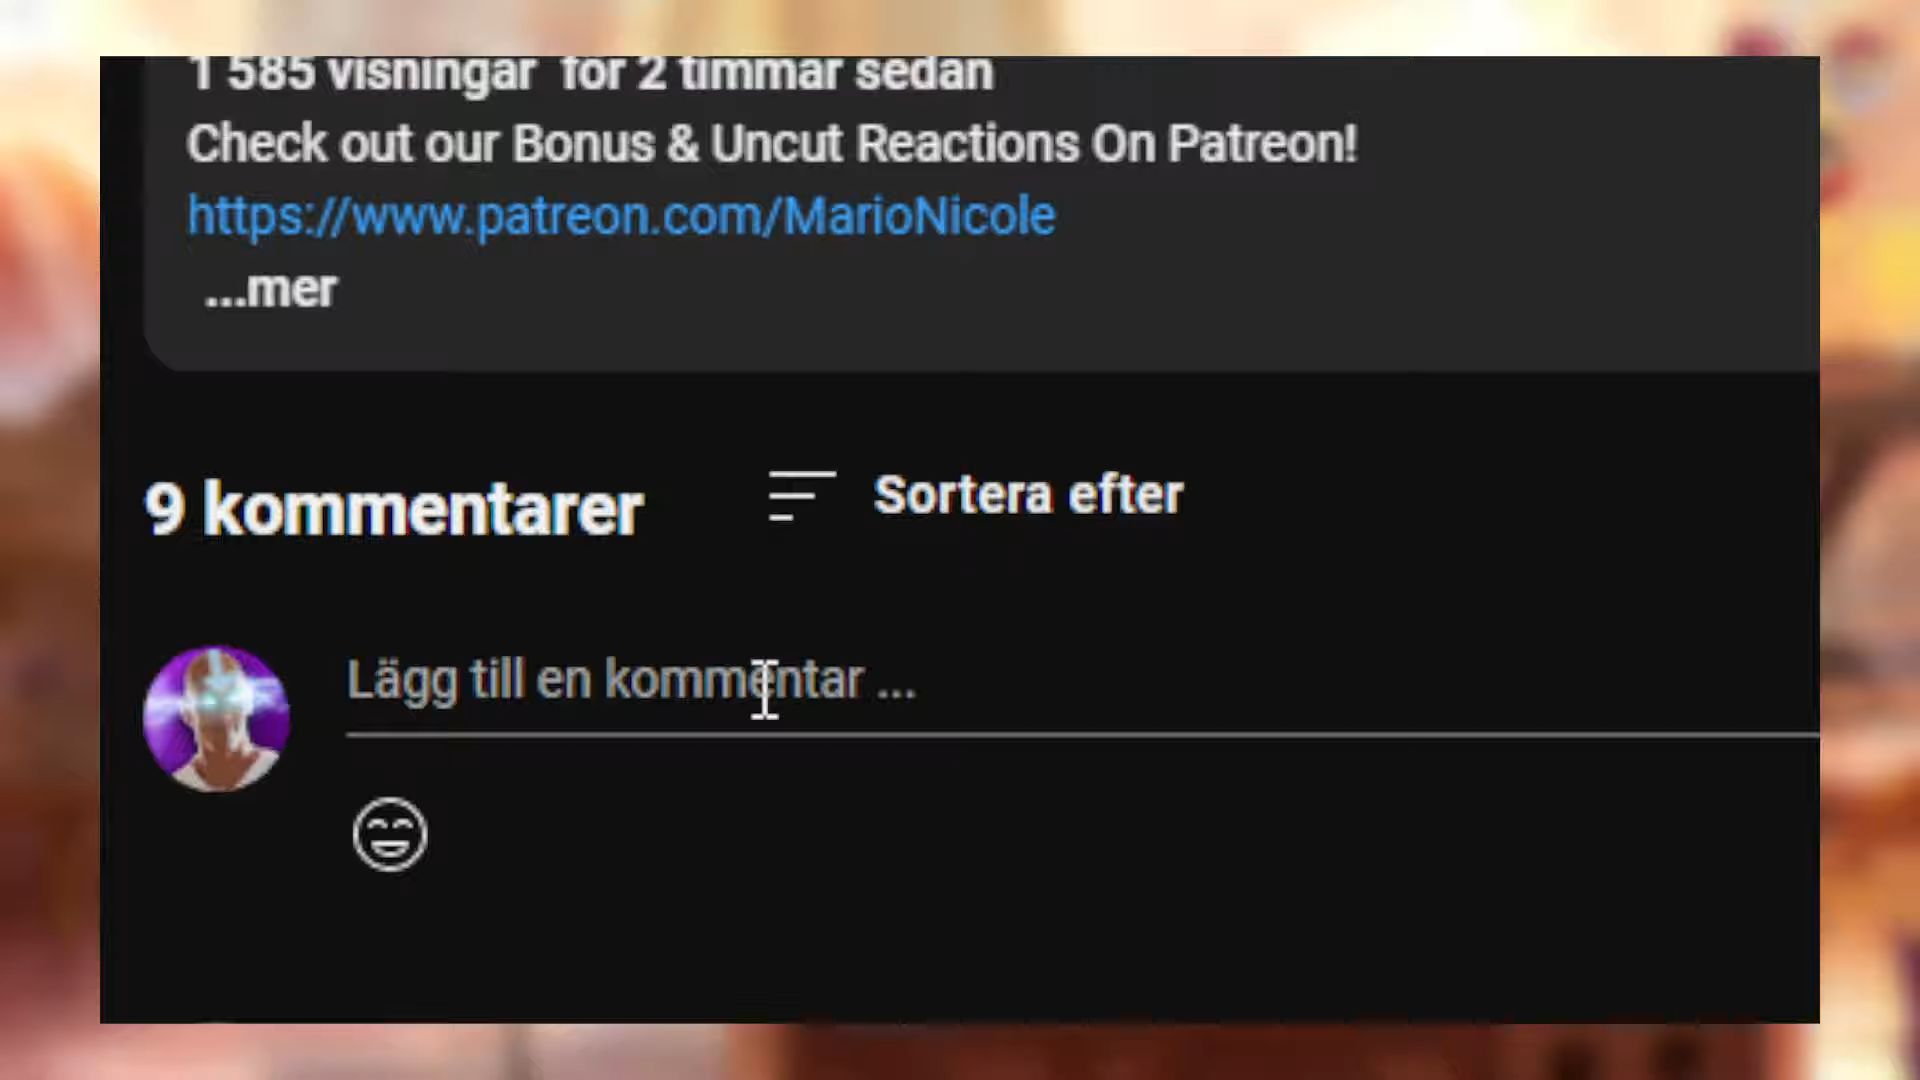 1 585 visningar för 2 timmar sedan
Check out our Bonus & Uncut Reactions On Patreon!
https://www.patreon.com/MarioNicole
...mer
9 kommentarer
Sortera efter
Lägg till en kommentar ...